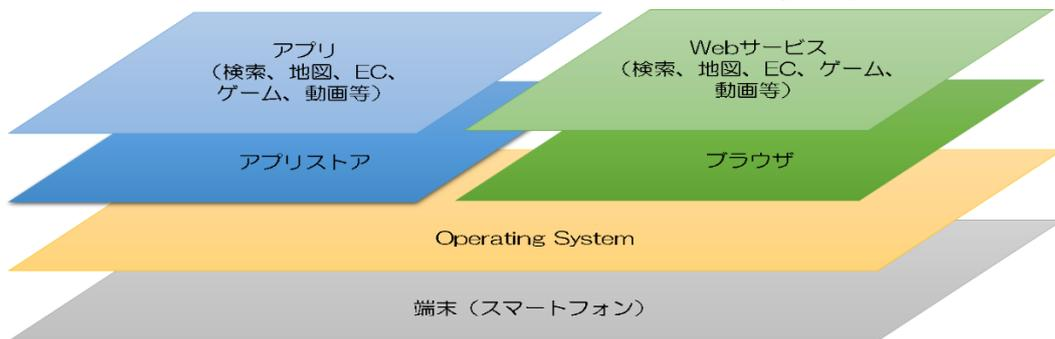 アプリ
（検索、地図、EC、
ゲーム、動画等）
Webサービス
（検索、地図、EC、ゲーム、
動画等）
アプリストア
ブラウザ
Operating System
端末（スマートフォン）